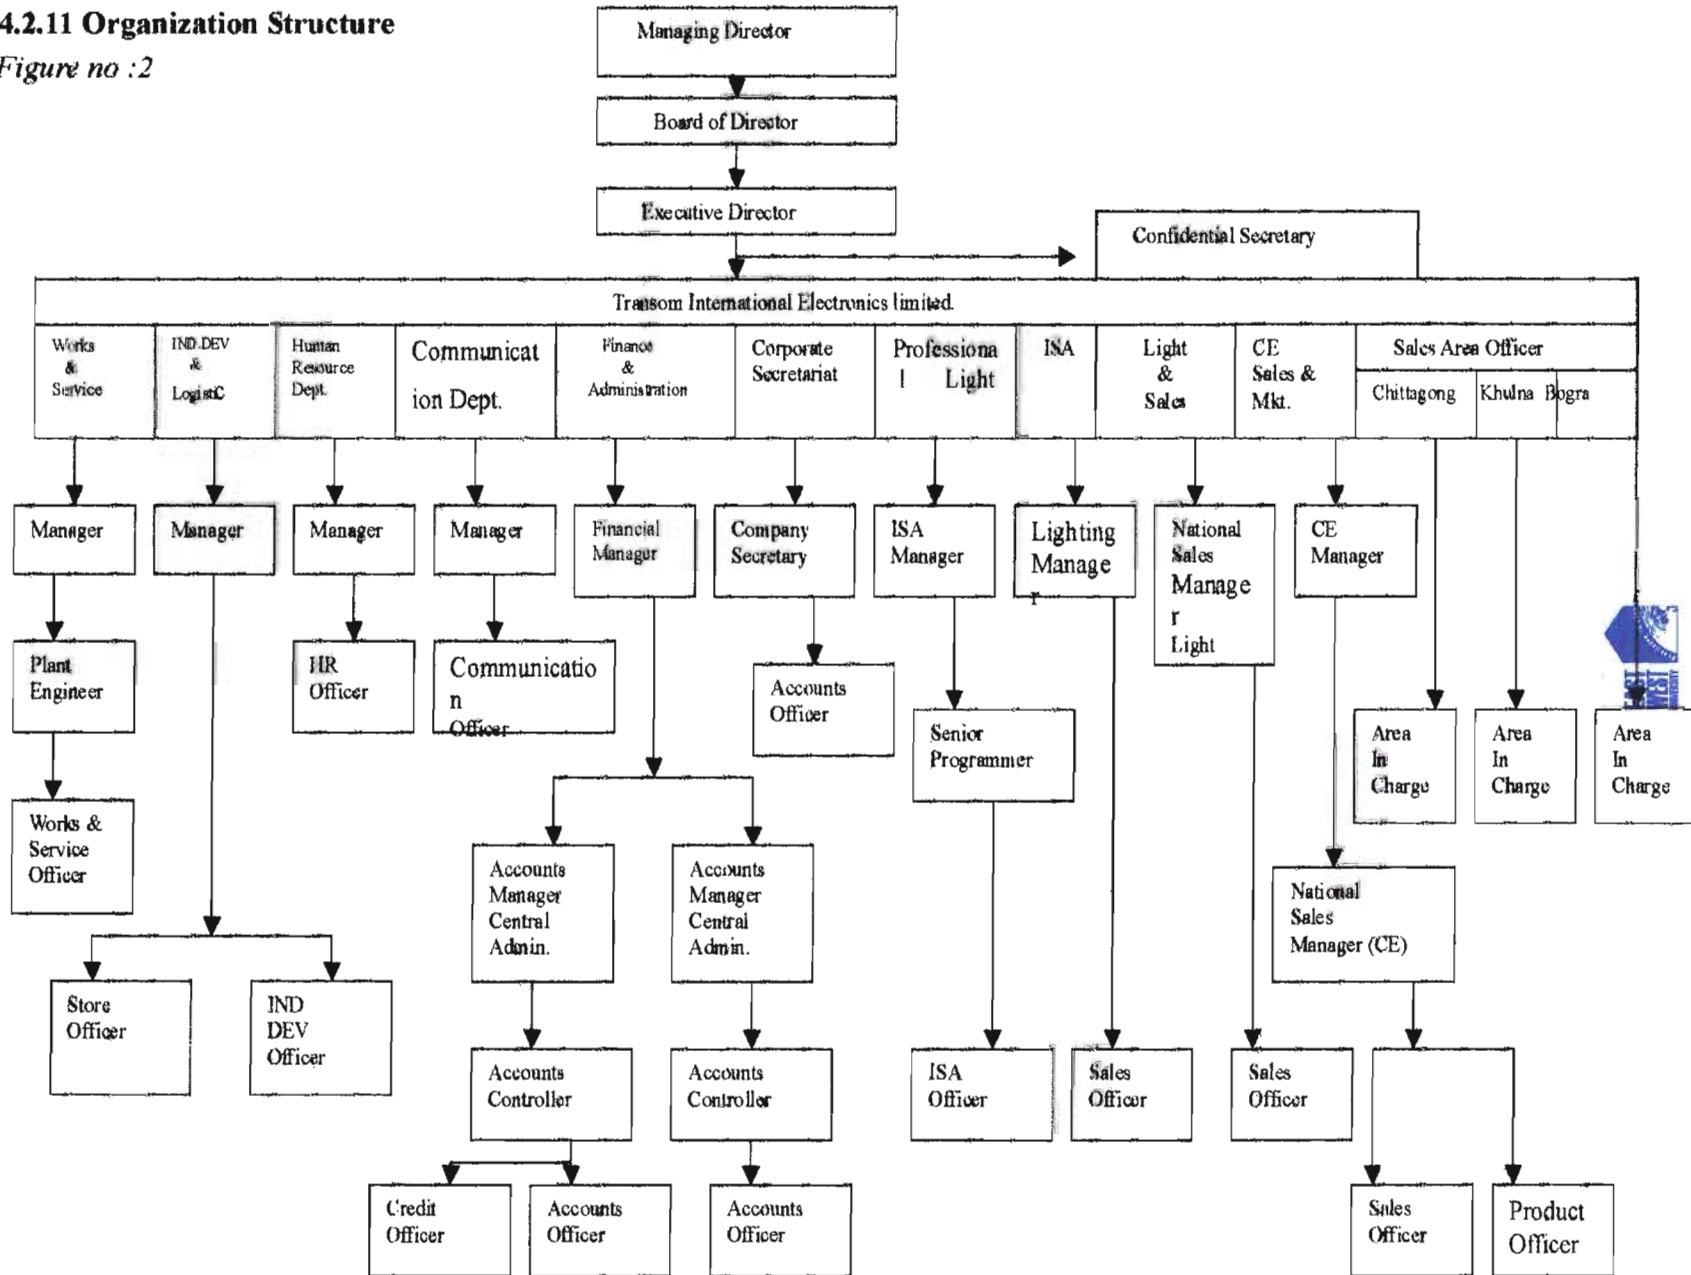 4.2.11 Organization Structure
Figure no :2
Managing Director
Board of Director
Executive Director
Confidential Secretary
Transom International Electronics limited.
Works
&
Service
IND.DEV
&
LogistiC
Human
Resource
Dept.
Communicat
ion Dept.
Finance
&
Administration
Corporate
Secretariat
Professiona
l Light
ISA
Light
&
Sales
CE
Sales &
Mkt.
Sales Area Officer
Chittagong
Khulna
Bogra
Manager
Manager
Manager
Manager
Financial
Manager
Company
Secretary
ISA
Manager
Lighting
Manage
r
National
Sales
Manage
r
Light
CE
Manager
Plant
Engineer
HR
Officer
Communicatio
n
Officer
Accounts
Officer
Senior
Programmer
Area
In
Charge
Area
In
Charge
Area
In
Charge
EAST
WEST
UNIVERSITY
Works &
Service
Officer
Accounts
Manager
Central
Admin.
Accounts
Manager
Central
Admin.
National
Sales
Manager (CE)
Store
Officer
IND
DEV
Officer
Accounts
Controller
Accounts
Controller
ISA
Officer
Sales
Officer
Sales
Officer
Credit
Officer
Accounts
Officer
Accounts
Officer
Sales
Officer
Product
Officer